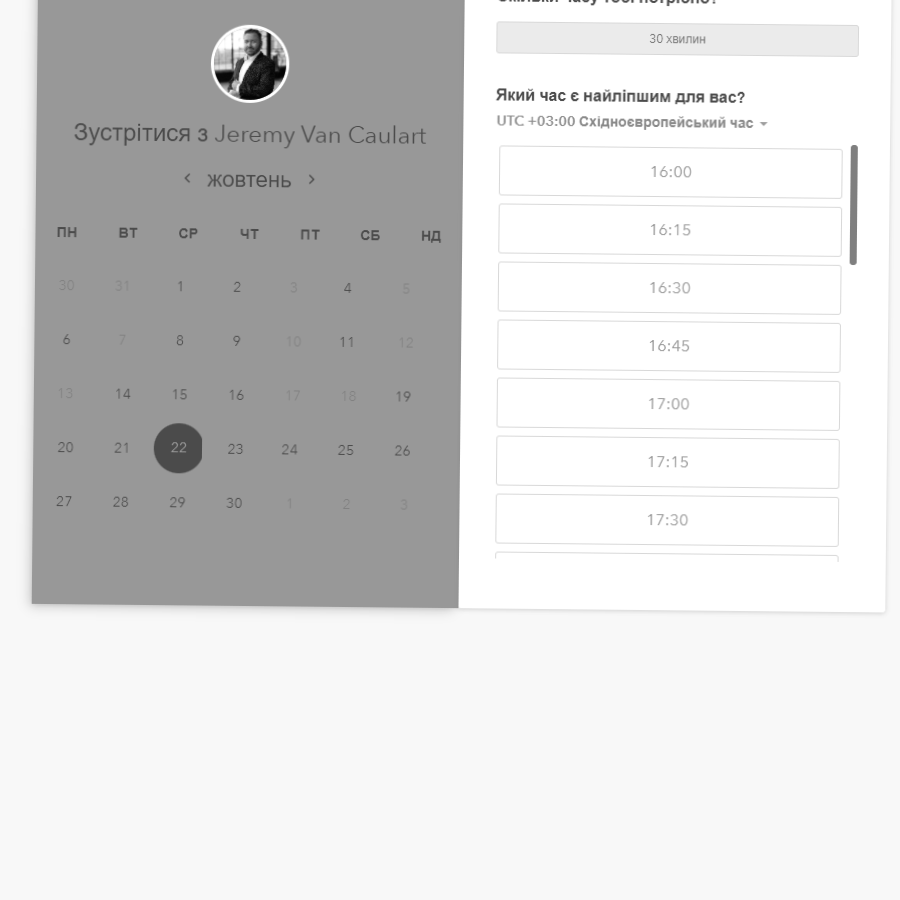 Зустрітися з Jeremy Van Caulart
жовтень
ПН ВТ СР ЧТ ПТ СБ НД
30 31 1 2 3 4 5
6 7 8 9 10 11 12
13 14 15 16 17 18 19
20 21 22 23 24 25 26
27 28 29 30 1 2 3
30 хвилин
Який час є найліпшим для вас?
UTC +03:00 Східноєвропейський час
16:00
16:15
16:30
16:45
17:00
17:15
17:30